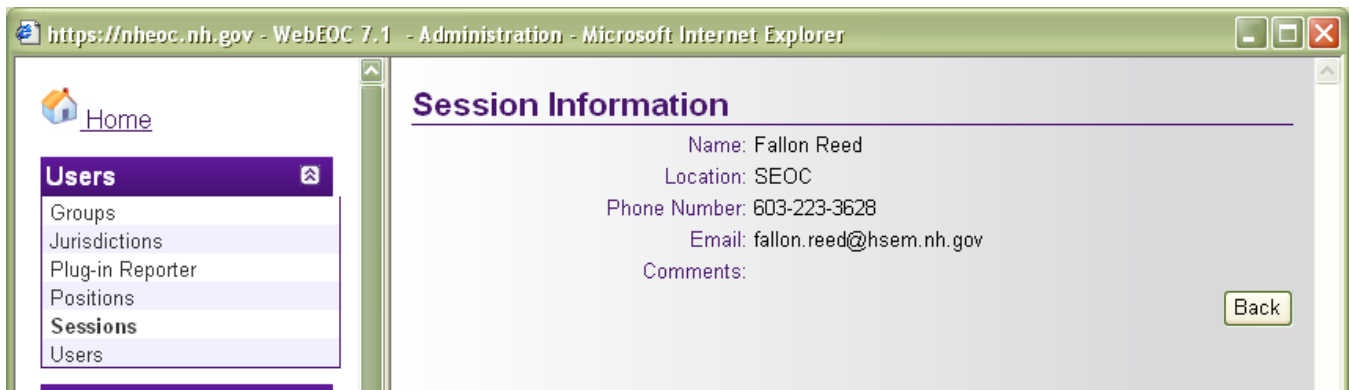 https://nheoc.nh.gov - WebEOC 7.1 - Administration - Microsoft Internet Explorer
Home
Users
Groups
Jurisdictions
Plug-in Reporter
Positions
Sessions
Users
Session Information
Name: Fallon Reed
Location: SEOC
Phone Number: 603-223-3628
Email: fallon.reed@hsem.nh.gov
Comments:
Back